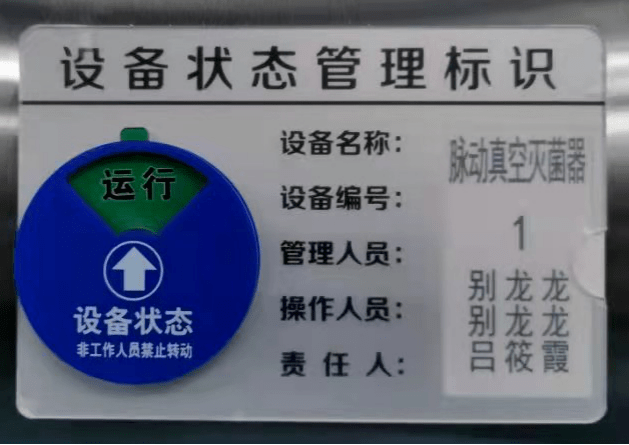 设备状态管理标识
运行
设备状态
非工作人员禁止转动
设备名称: 脉动真空灭菌器
设备编号: 1
管理人员: 别龙龙
操作人员: 别龙龙
责任人: 吕筱霞